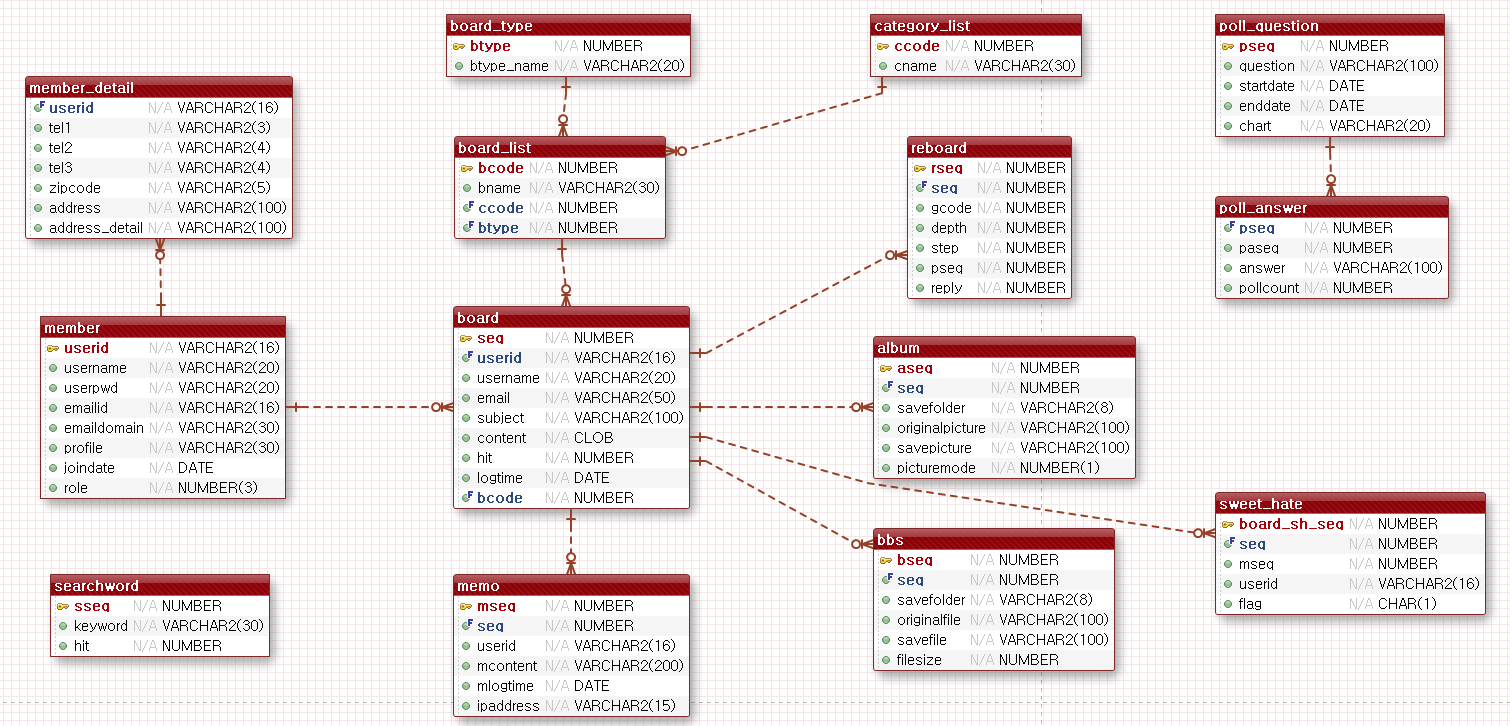 board_type
btype N/A NUMBER
btype_name N/A VARCHAR2(20)
category_list
ccode N/A NUMBER
cname N/A VARCHAR2(30)
poll_question
pseq N/A NUMBER
question N/A VARCHAR2(100)
startdate N/A DATE
enddate N/A DATE
chart N/A VARCHAR2(20)
member_detail
userid N/A VARCHAR2(16)
tel1 N/A VARCHAR2(3)
tel2 N/A VARCHAR2(4)
tel3 N/A VARCHAR2(4)
zipcode N/A VARCHAR2(5)
address N/A VARCHAR2(100)
address_detail N/A VARCHAR2(100)
board_list
bcode N/A NUMBER
bname N/A VARCHAR2(30)
ccode N/A NUMBER
btype N/A NUMBER
reboard
rseq N/A NUMBER
seq N/A NUMBER
gcode N/A NUMBER
depth N/A NUMBER
step N/A NUMBER
pseq N/A NUMBER
reply N/A NUMBER
poll_answer
pseq N/A NUMBER
paseq N/A NUMBER
answer N/A VARCHAR2(100)
pollcount N/A NUMBER
member
userid N/A VARCHAR2(16)
username N/A VARCHAR2(20)
userpwd N/A VARCHAR2(20)
emailid N/A VARCHAR2(16)
emaildomain N/A VARCHAR2(30)
profile N/A VARCHAR2(30)
joindate N/A DATE
role N/A NUMBER(3)
board
seq N/A NUMBER
userid N/A VARCHAR2(16)
username N/A VARCHAR2(20)
email N/A VARCHAR2(50)
subject N/A VARCHAR2(100)
content N/A CLOB
hit N/A NUMBER
logtime N/A DATE
bcode N/A NUMBER
album
aseq N/A NUMBER
seq N/A NUMBER
savefolder N/A VARCHAR2(8)
originalpicture N/A VARCHAR2(100)
savepicture N/A VARCHAR2(100)
picturemode N/A NUMBER(1)
sweet_hate
board_sh_seq N/A NUMBER
seq N/A NUMBER
mseq N/A NUMBER
userid N/A VARCHAR2(16)
flag N/A CHAR(1)
bbs
bseq N/A NUMBER
seq N/A NUMBER
savefolder N/A VARCHAR2(8)
originalfile N/A VARCHAR2(100)
savefile N/A VARCHAR2(100)
filesize N/A NUMBER
searchword
sseq N/A NUMBER
keyword N/A VARCHAR2(30)
hit N/A NUMBER
memo
mseq N/A NUMBER
seq N/A NUMBER
userid N/A VARCHAR2(16)
mcontent N/A VARCHAR2(200)
mlogtime N/A DATE
ipaddress N/A VARCHAR2(15)